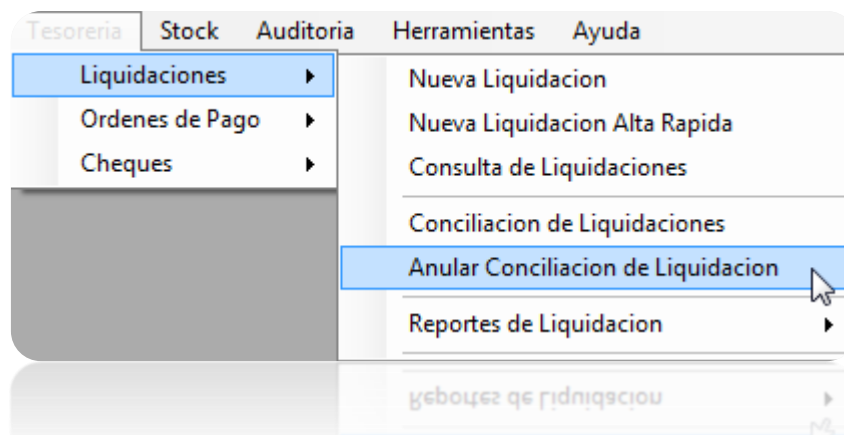 Tesoreria Stock Auditoria Herramientas Ayuda
Liquidaciones
Ordenes de Pago
Cheques
Nueva Liquidacion
Nueva Liquidacion Alta Rapida
Consulta de Liquidaciones
Conciliacion de Liquidaciones
Anular Conciliacion de Liquidacion
Reportes de Liquidacion